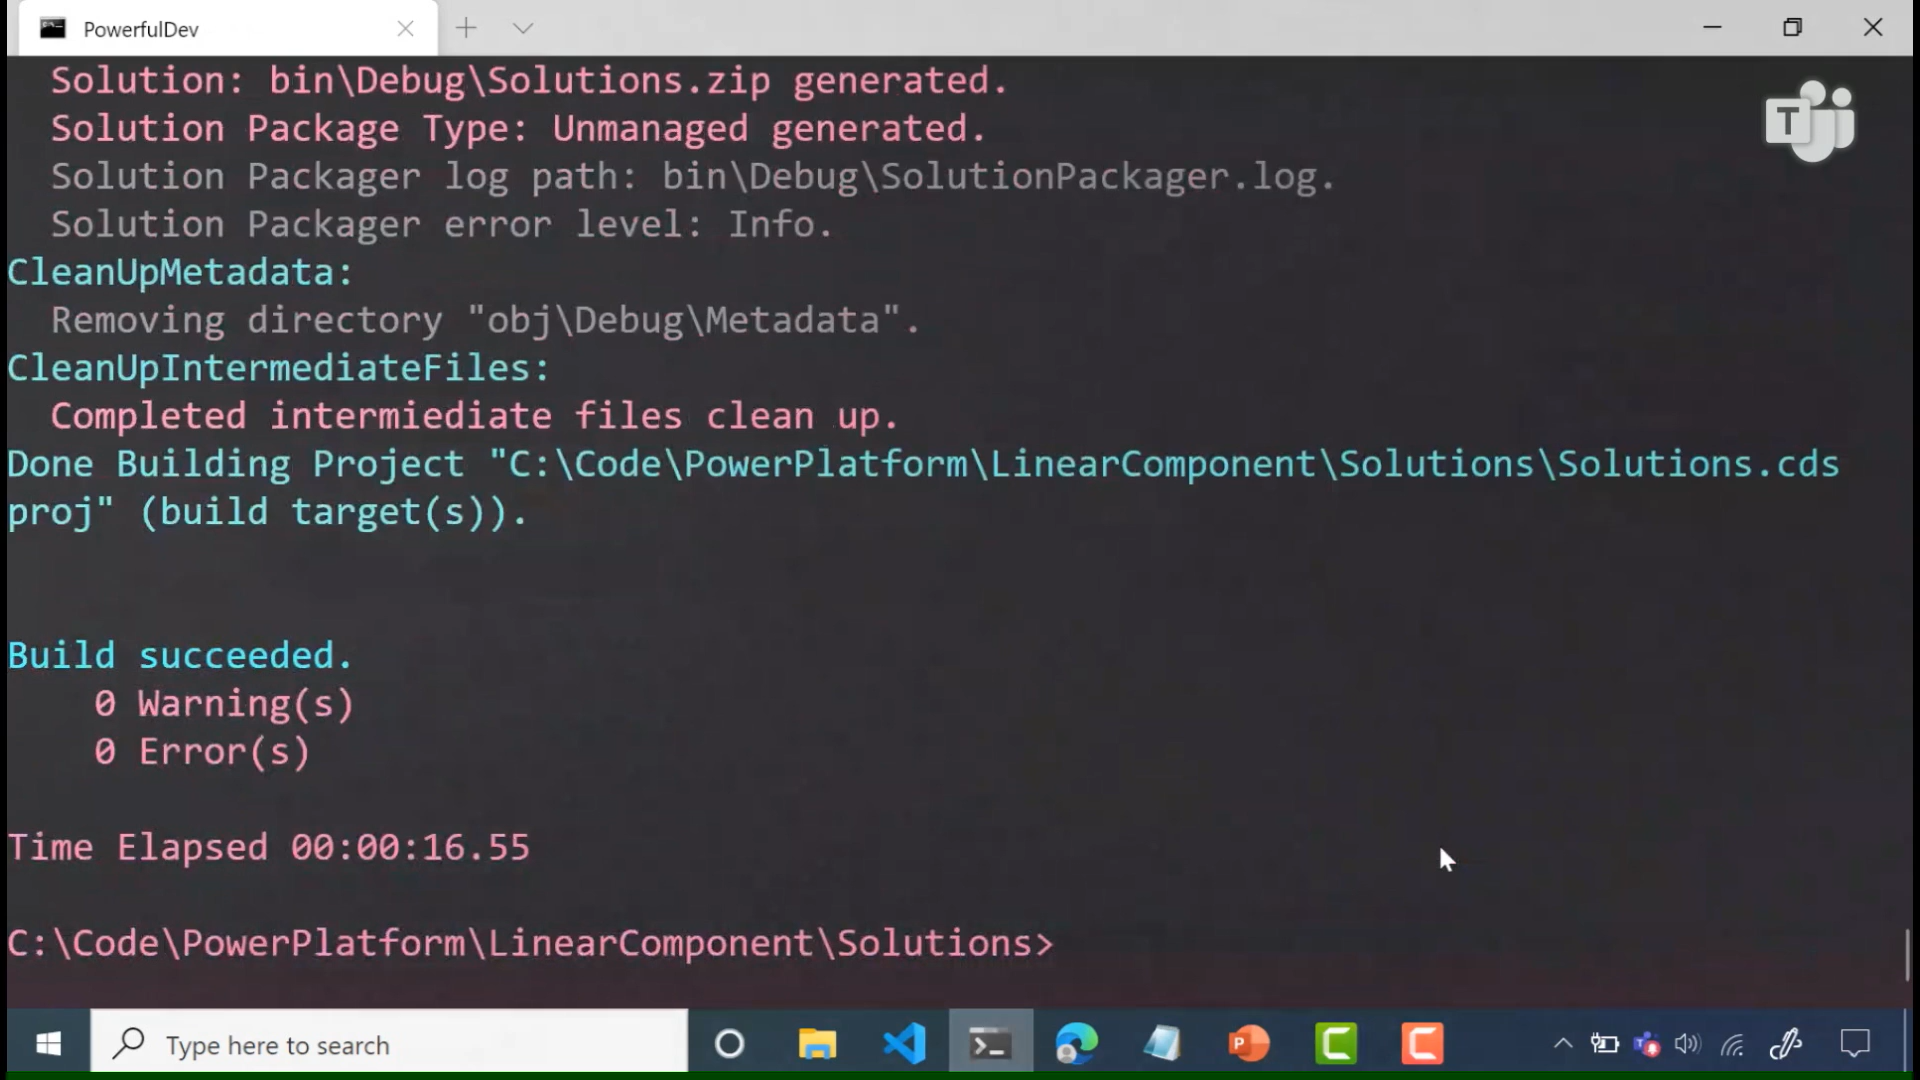 PowerfulDev
Solution: bin\Debug\Solutions.zip generated.
Solution Package Type: Unmanaged generated.
Solution Packager log path: bin\Debug\SolutionPackager.log.
Solution Packager error level: Info.
CleanUpMetadata:
Removing directory "obj\Debug\Metadata".
CleanUpIntermediateFiles:
Completed intermiediate files clean up.
Done Building Project "C:\Code\PowerPlatform\LinearComponent\Solutions\Solutions.cds
proj" (build target(s)).
Build succeeded.
0 Warning(s)
0 Error(s)
Time Elapsed 00:00:16.55
C:\Code\PowerPlatform\LinearComponent\Solutions>
Type here to search